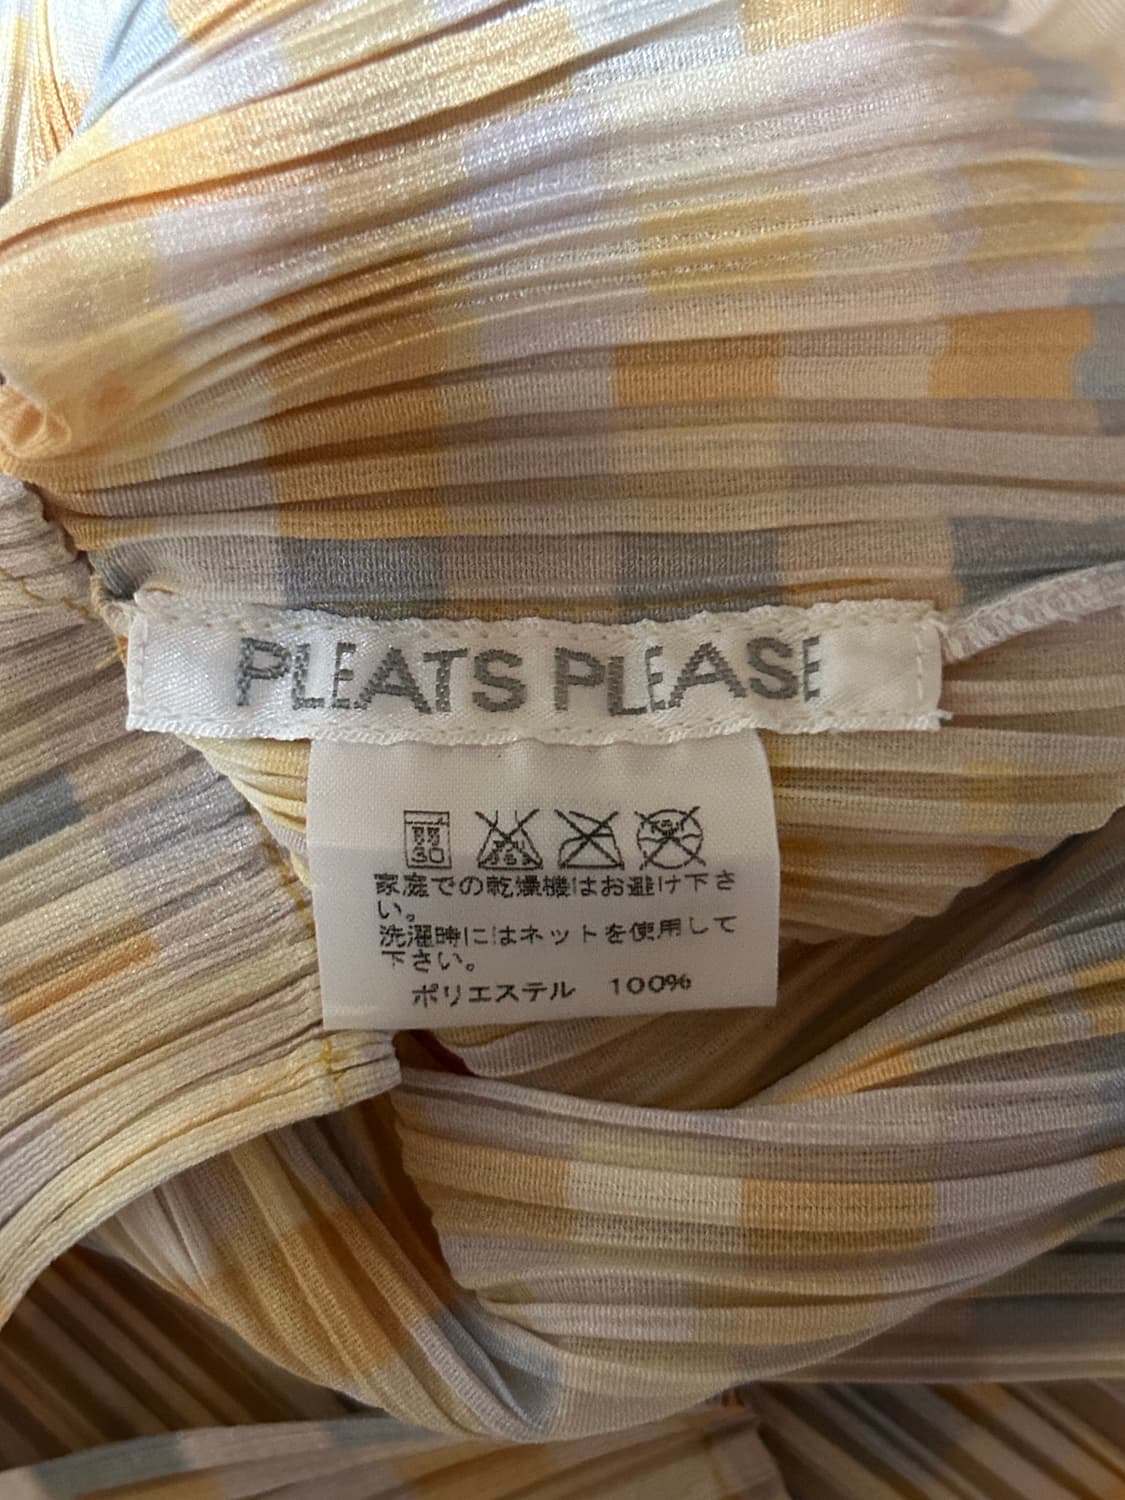 PLEATS PLEASE
30
家庭での乾燥機はお避け下さ
い。
洗濯時にはネットを使用して
下さい。
ポリエステル 100%